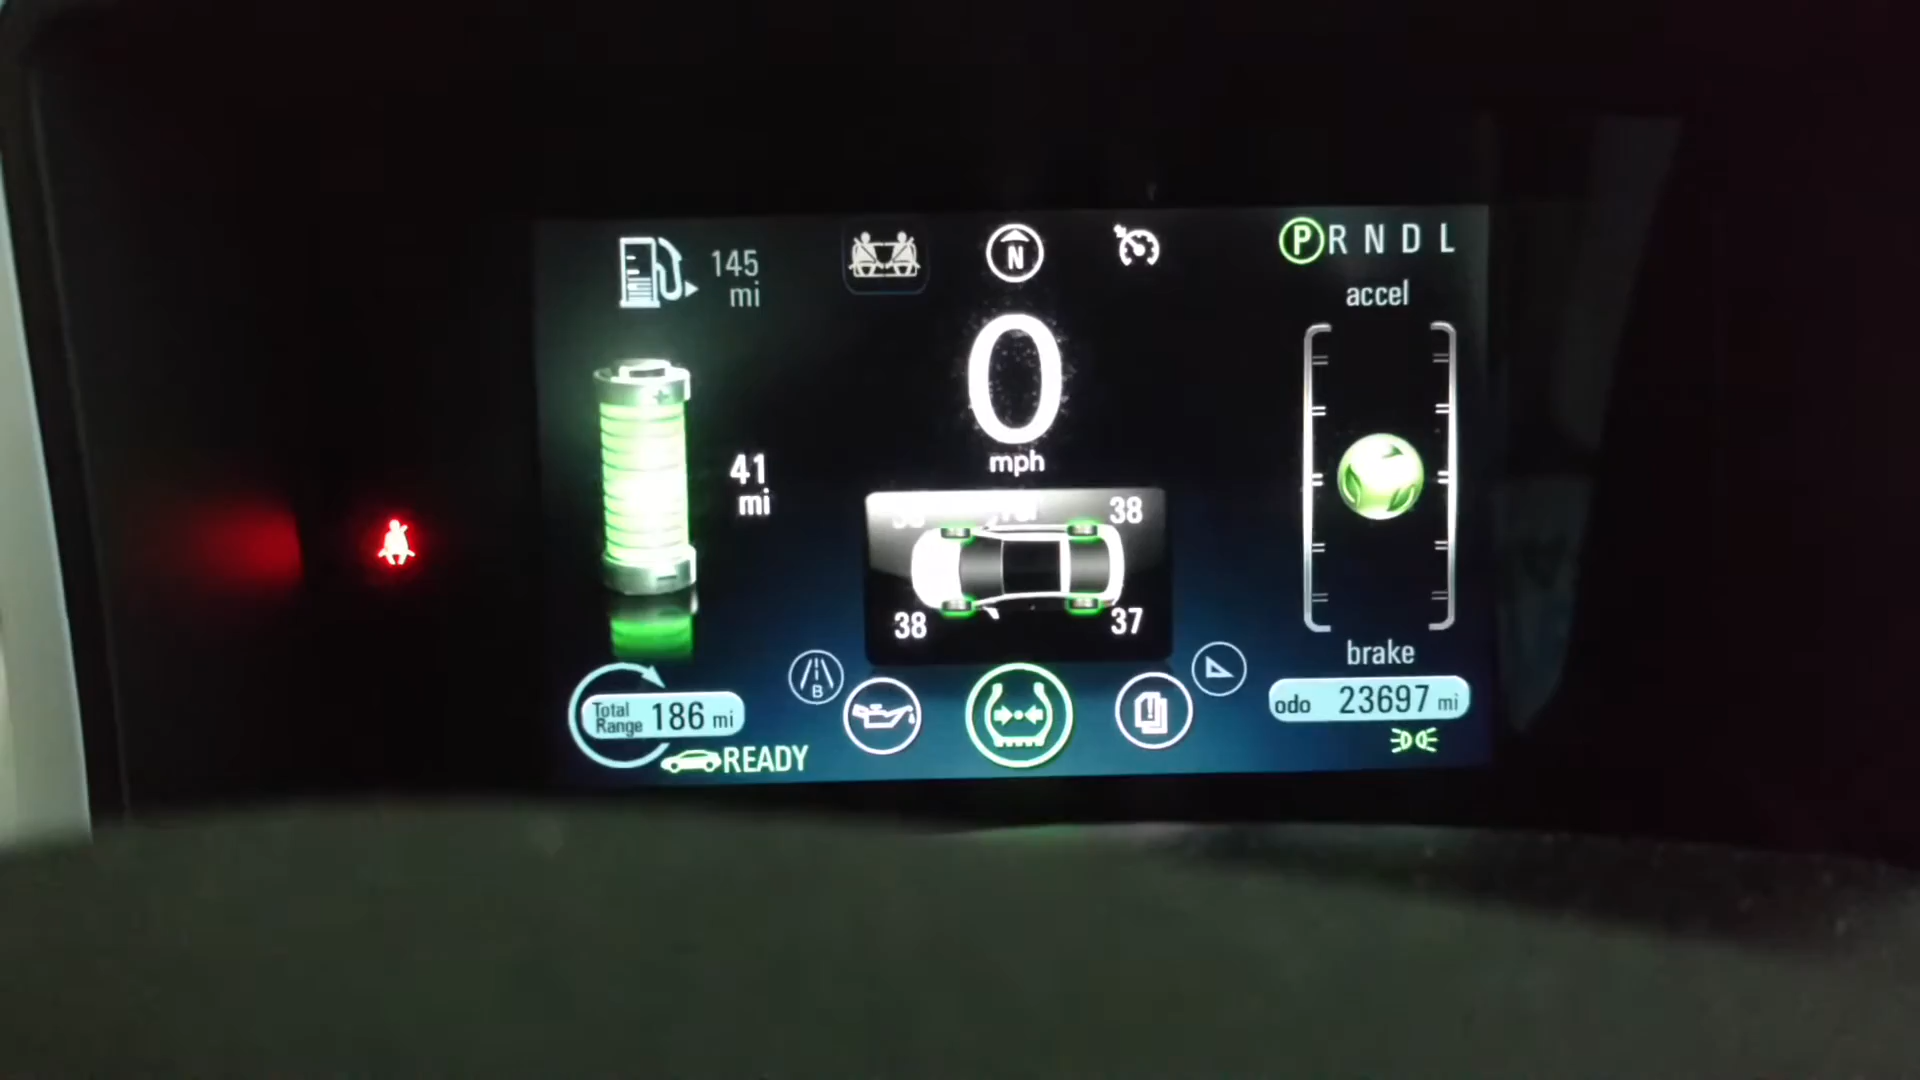 145 mi
N
P R N D L
accel
0
mph
41 mi
38
38
37
brake
B
Total Range 186 mi
odo 23697 mi
READY